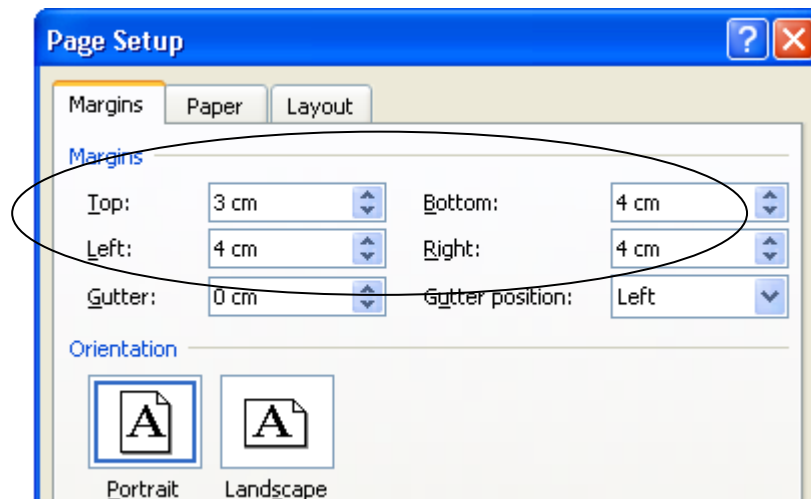 Page Setup
Margins Paper Layout
Margins
Top: 3 cm Bottom: 4 cm
Left: 4 cm Right: 4 cm
Gutter: 0 cm Gutter position: Left
Orientation
A A
Portrait Landscape